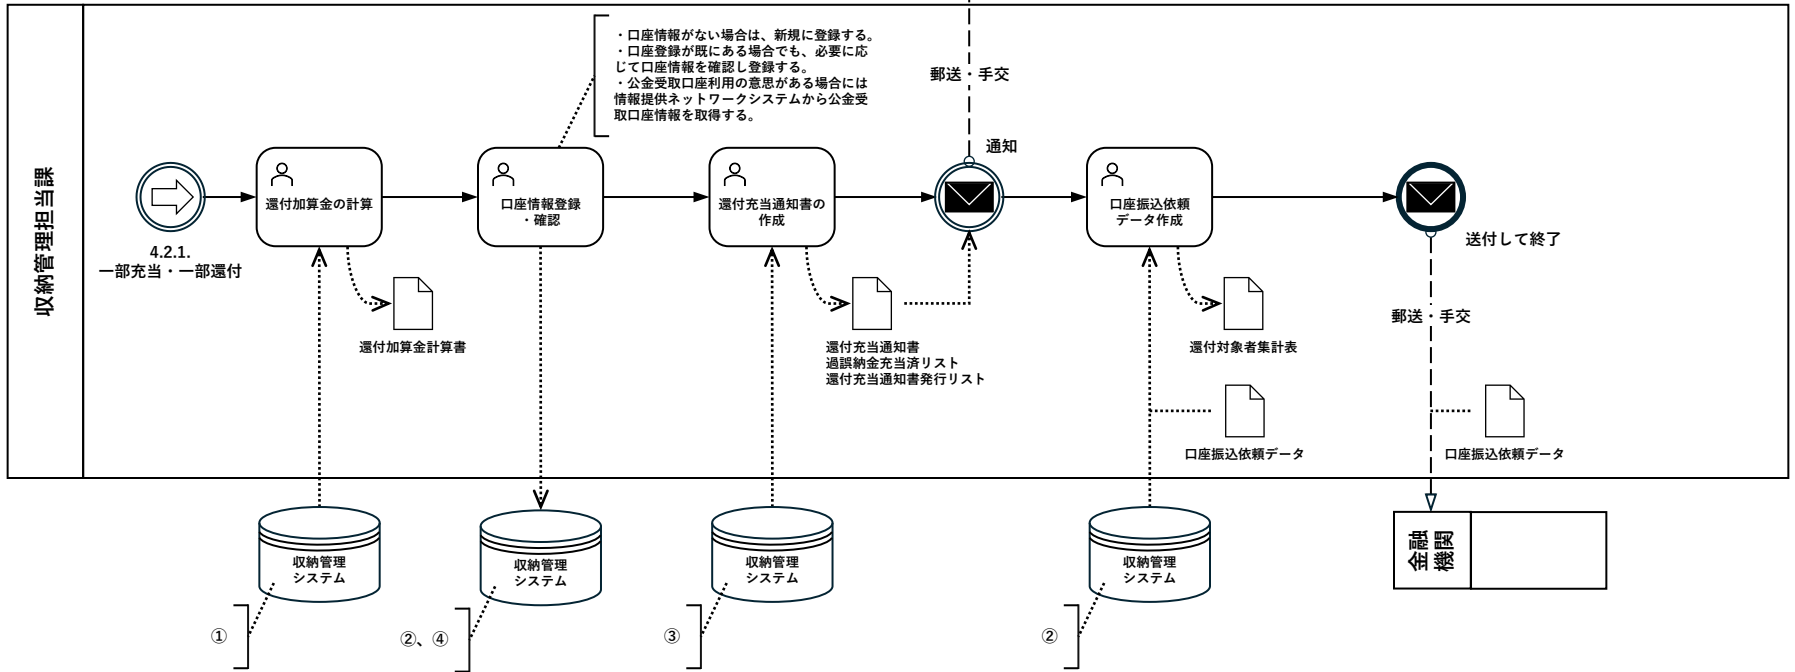 収納管理担当課
・口座情報がない場合は、新規に登録する。
・口座登録が既にある場合でも、必要に応
じて口座情報を確認し登録する。
・公金受取口座利用の意思がある場合には
情報提供ネットワークシステムから公金受
取口座情報を取得する。
郵送・手交
通知
4.2.1.
一部充当・一部還付
還付加算金の計算
口座情報登録
・確認
還付充当通知書の
作成
口座振込依頼
データ作成
送付して終了
還付加算金計算書
還付充当通知書
過誤納金充当済リスト
還付充当通知書発行リスト
還付対象者集計表
郵送・手交
口座振込依頼データ
口座振込依頼データ
収納管理
システム
収納管理
システム
収納管理
システム
収納管理
システム
金融
機関
①
②、④
③
②